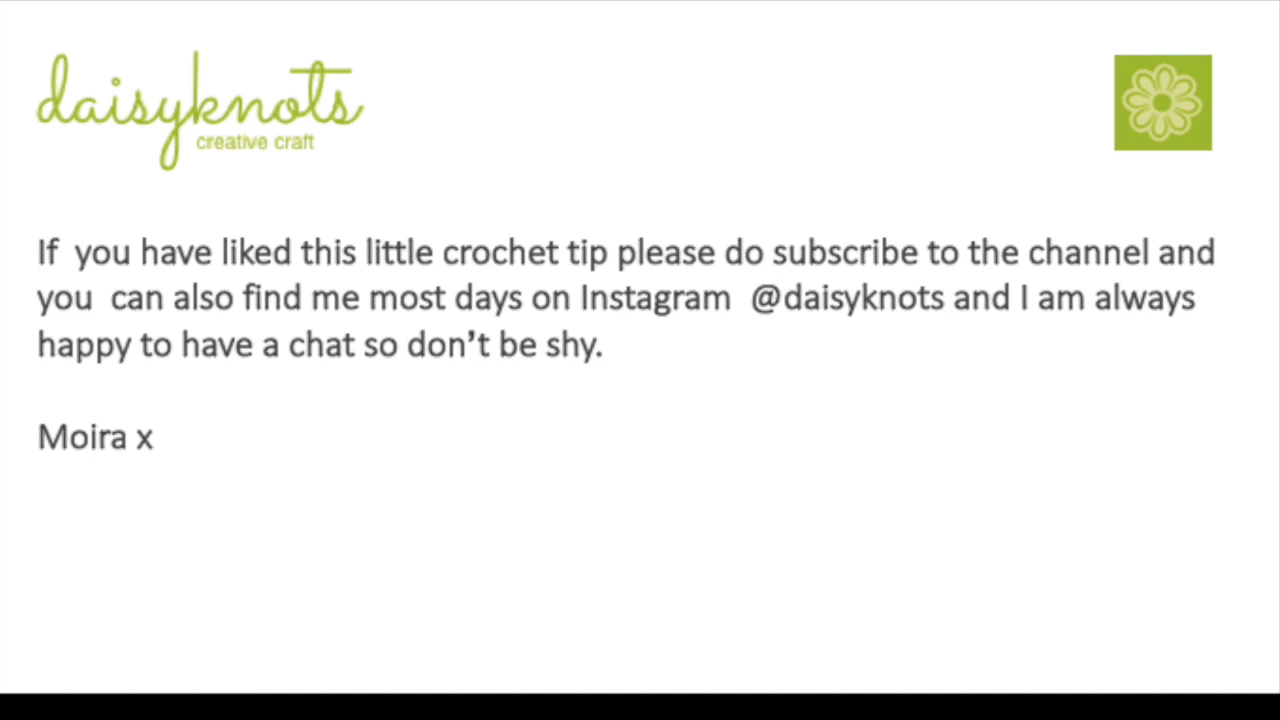 daisyknots
creative craft
If  you have liked this little crochet tip please do subscribe to the channel and
you  can also find me most days on Instagram  @daisyknots and I am always
happy to have a chat so don’t be shy.
Moira x